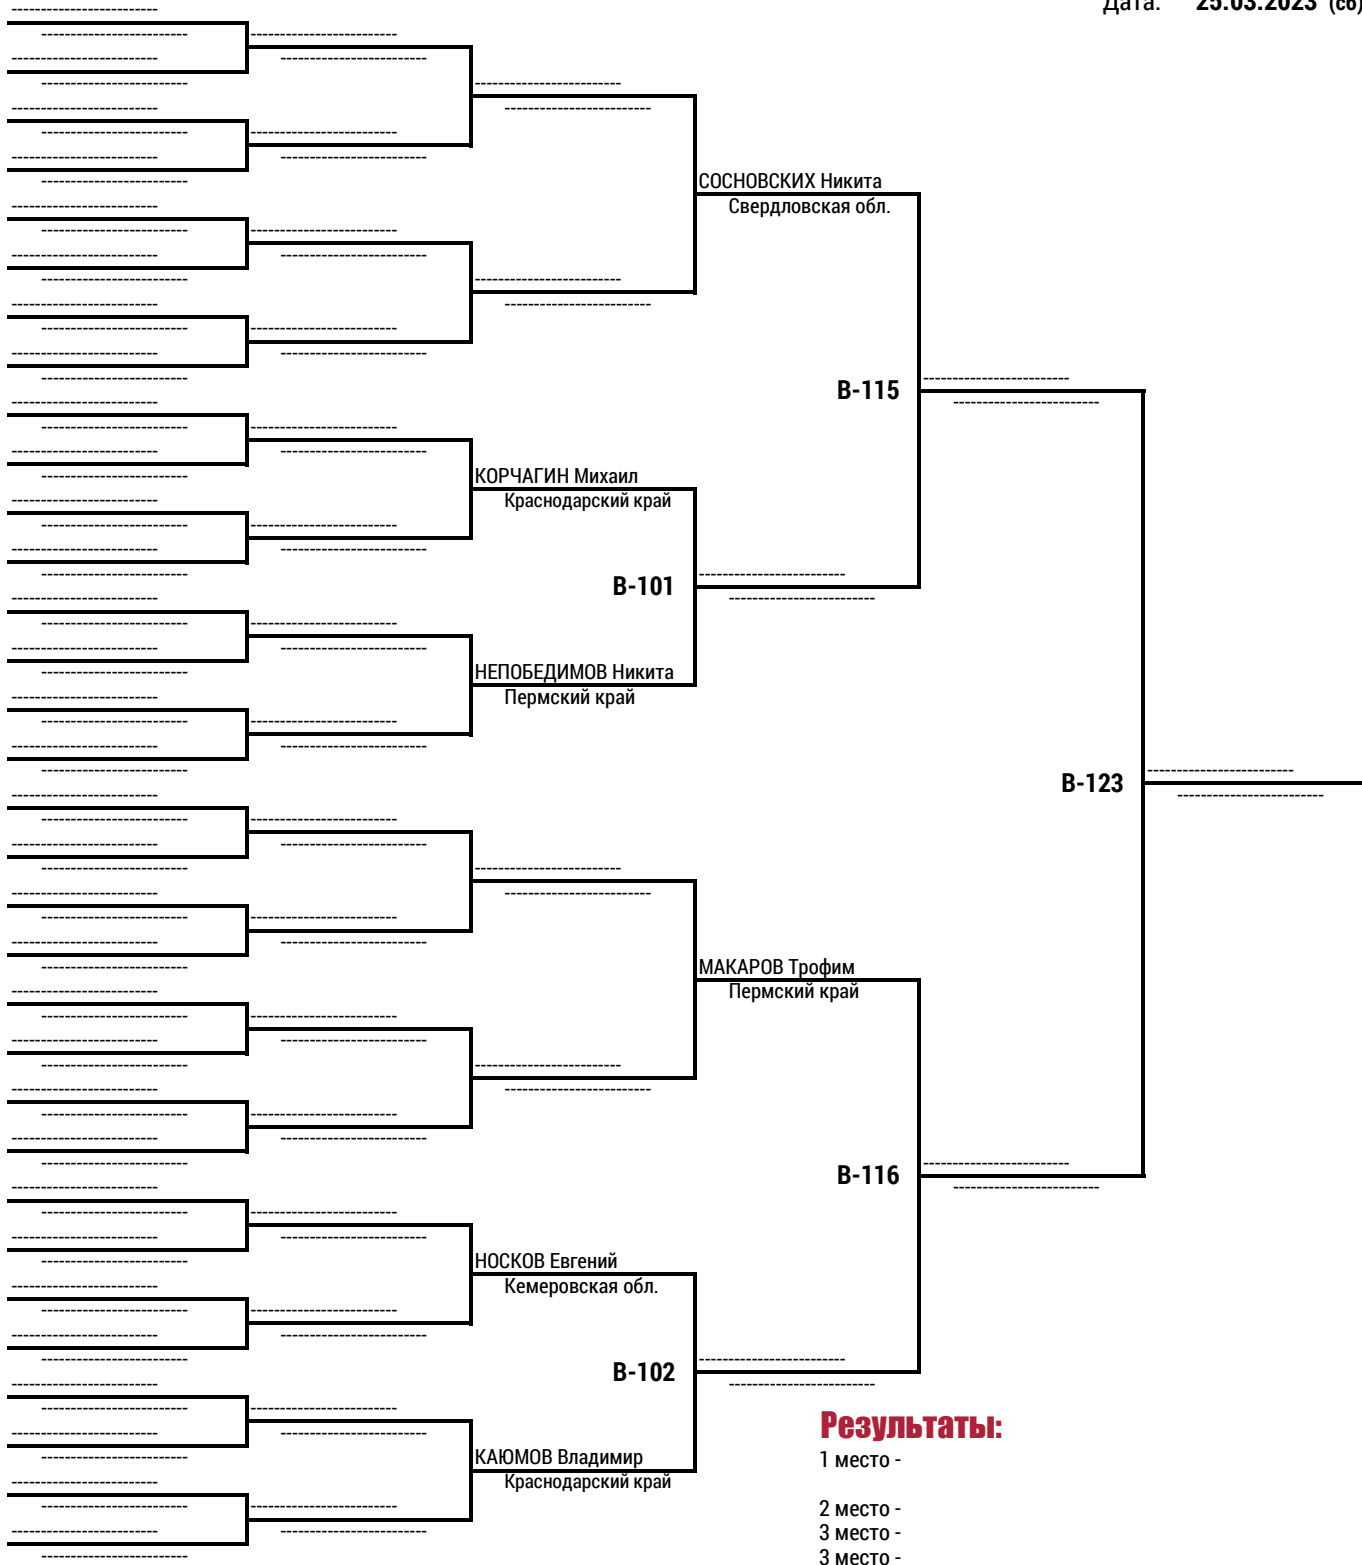 Дата: 25.03.2023 (сб)
СОСНОВСКИХ Никита
Свердловская обл.
B-115
КОРЧАГИН Михаил
Краснодарский край
B-101
НЕПОБЕДИМОВ Никита
Пермский край
B-123
МАКАРОВ Трофим
Пермский край
B-116
НОСКОВ Евгений
Кемеровская обл.
B-102
КАЮМОВ Владимир
Краснодарский край
Результаты:
1 место -
2 место -
3 место -
3 место -